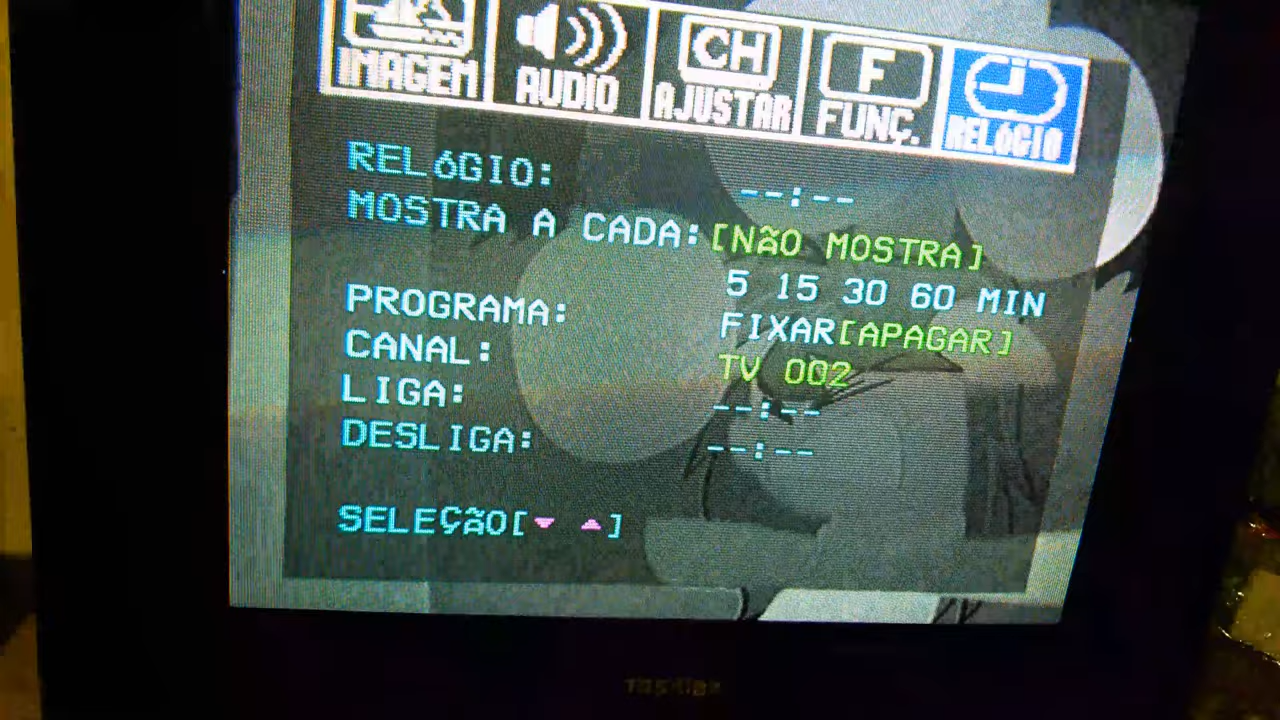 IMAGEM AUDIO CH AJUSTAR F FUNÇ. RELÓGIO
RELÓGIO: --:--
MOSTRA A CADA: [NÃO MOSTRA]
5 15 30 60 MIN
PROGRAMA: FIXAR[APAGAR]
CANAL: TV 002
LIGA: --:--
DESLIGA: --:--
SELEÇÃO[▼ ▲]
TOSHIBA